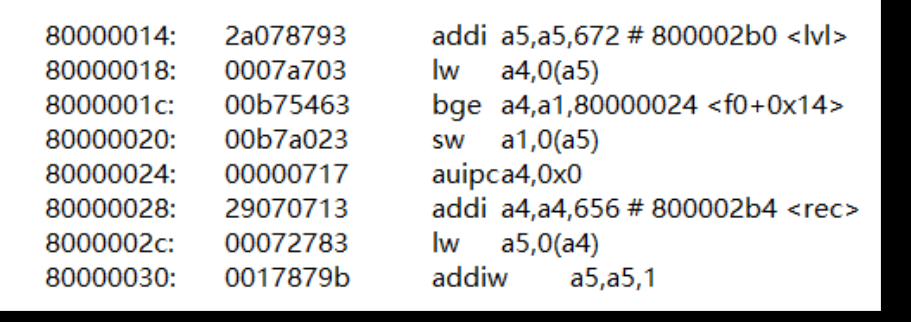 80000014: 2a078793 addi a5,a5,672 # 800002b0 <lvl>
80000018: 0007a703 lw a4,0(a5)
8000001c: 00b75463 bge a4,a1,80000024 <f0+0x14>
80000020: 00b7a023 sw a1,0(a5)
80000024: 00000717 auipca4,0x0
80000028: 29070713 addi a4,a4,656 # 800002b4 <rec>
8000002c: 00072783 lw a5,0(a4)
80000030: 0017879b addiw a5,a5,1